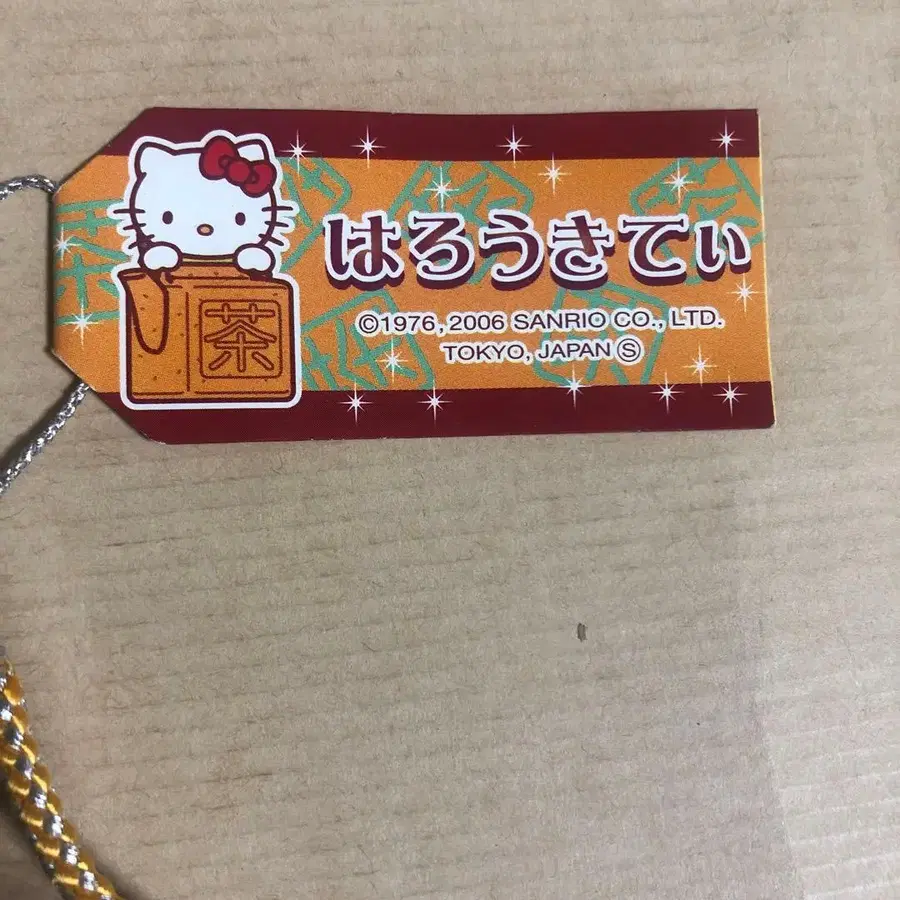 はろうきてぃ
©1976, 2006 SANRIO CO., LTD.
TOKYO, JAPAN Ⓢ
茶